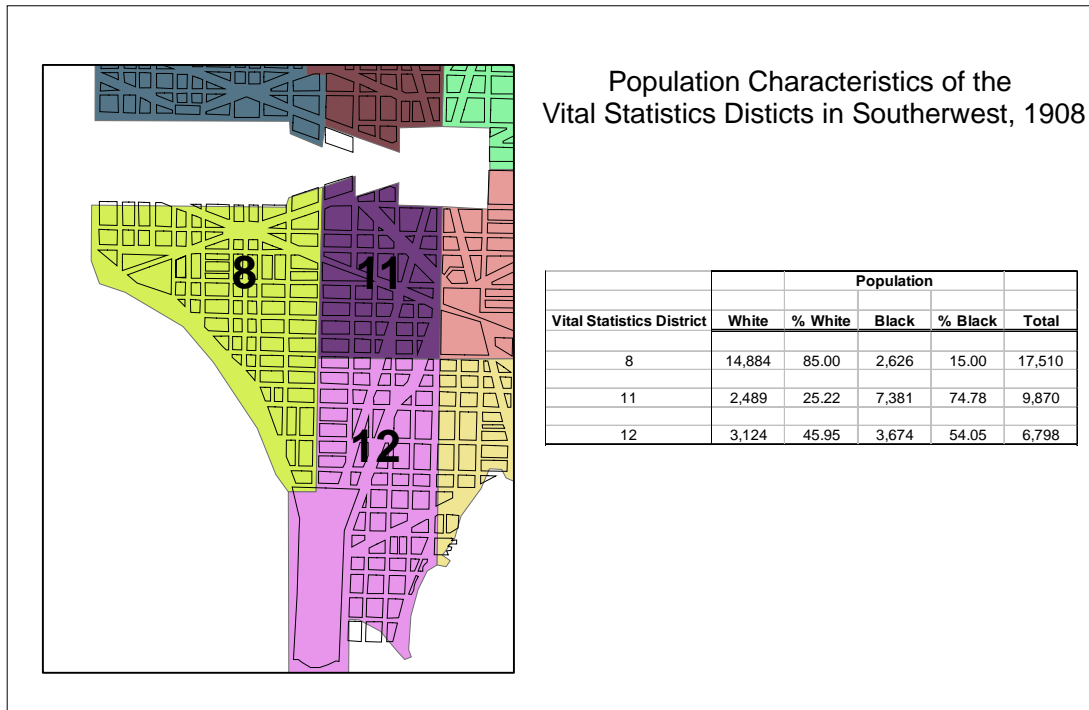 Population Characteristics of the
Vital Statistics Disticts in Southerwest, 1908
8
11
12
Population
Vital Statistics District White % White Black % Black Total
8 14,884 85.00 2,626 15.00 17,510
11 2,489 25.22 7,381 74.78 9,870
12 3,124 45.95 3,674 54.05 6,798